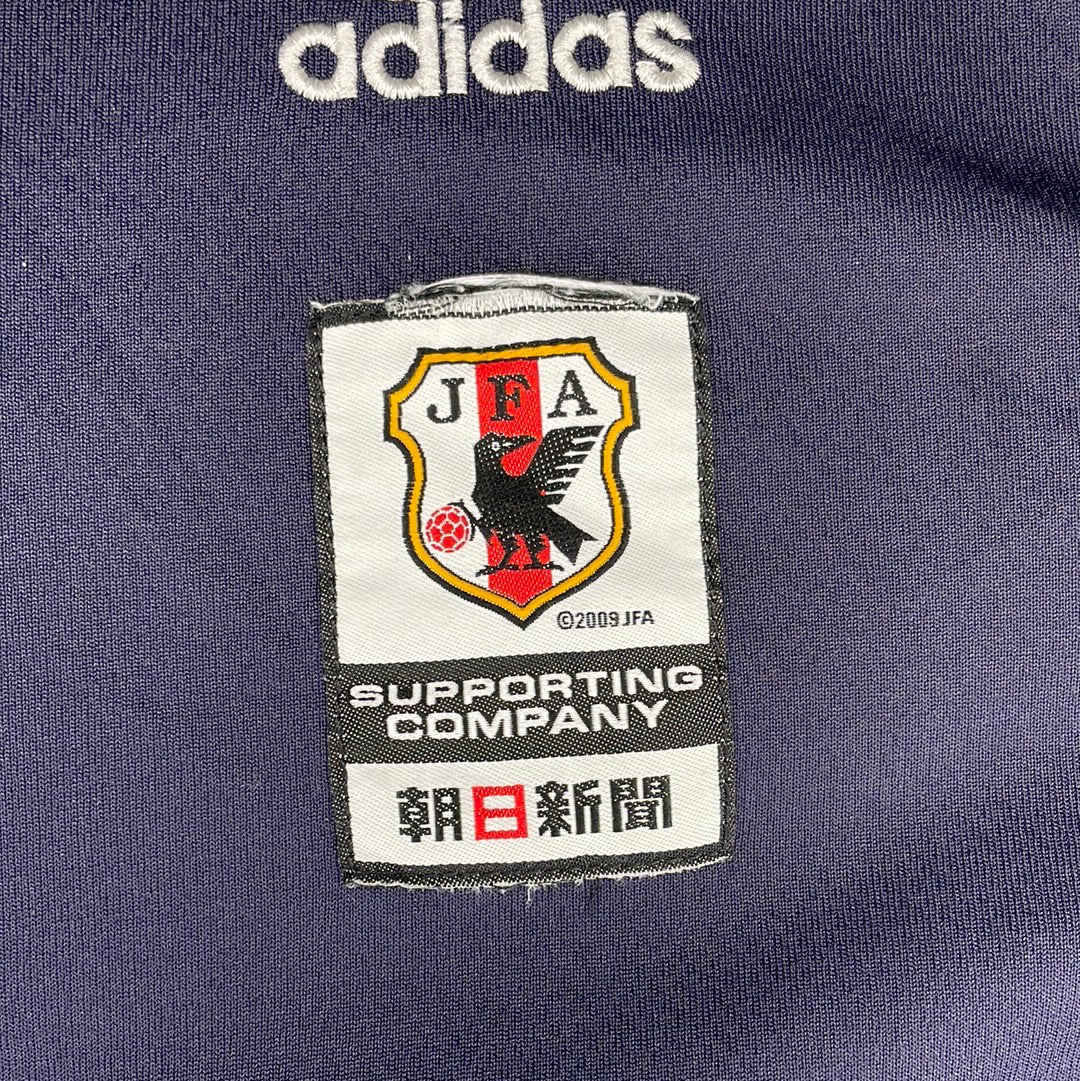 adidas
JFA
©2009 JFA
SUPPORTING
COMPANY
朝日新聞